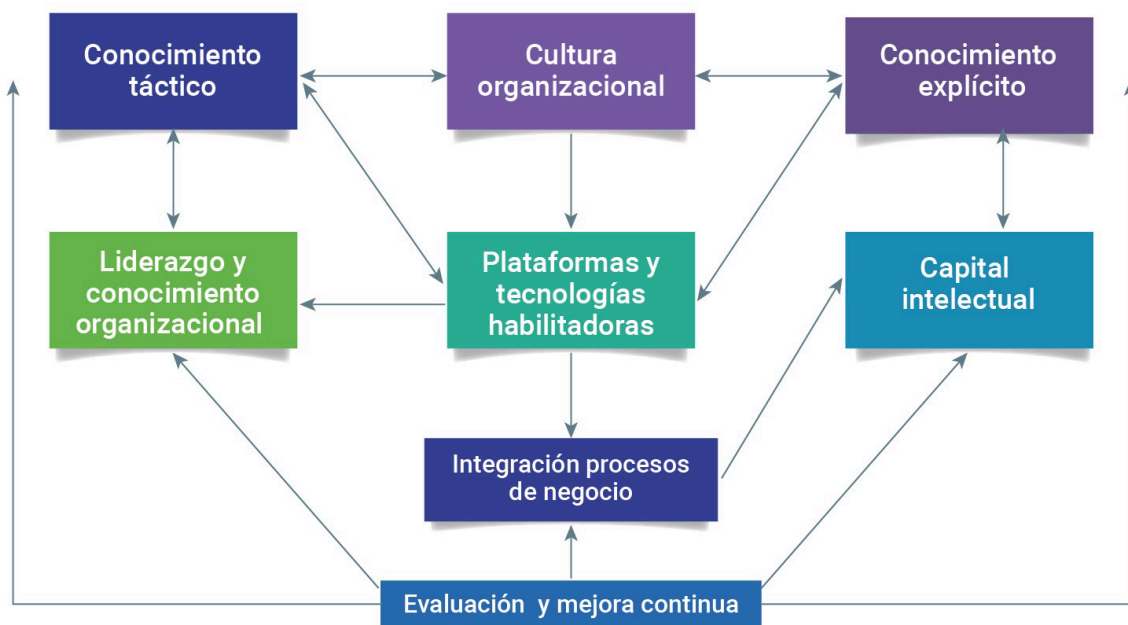 Conocimiento
táctico
Cultura
organizacional
Conocimiento
explícito
Liderazgo y
conocimiento
organizacional
Plataformas y
tecnologías
habilitadoras
Capital
intelectual
Integración procesos
de negocio
Evaluación y mejora continua